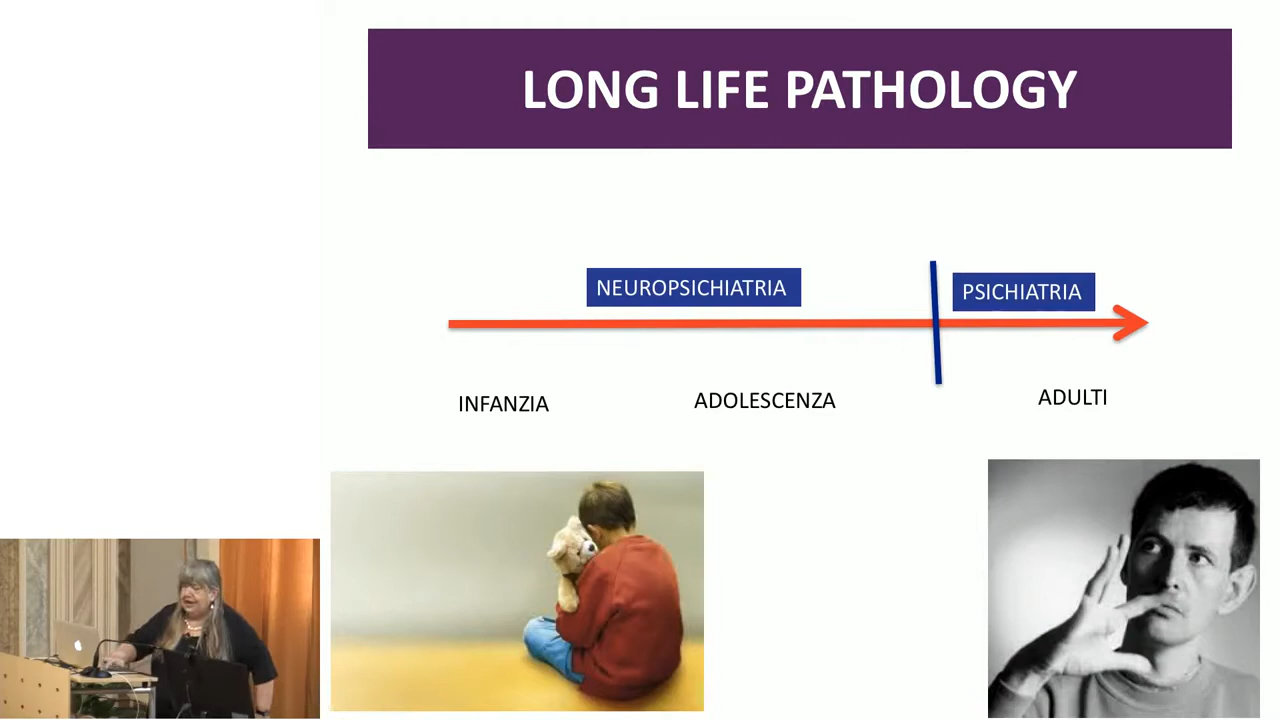 LONG LIFE PATHOLOGY
NEUROPSICHIATRIA
PSICHIATRIA
INFANZIA
ADOLESCENZA
ADULTI